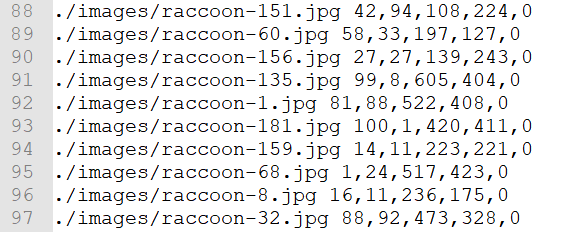 88 ./images/raccoon-151.jpg 42,94,108,224,0
89 ./images/raccoon-60.jpg 58,33,197,127,0
90 ./images/raccoon-156.jpg 27,27,139,243,0
91 ./images/raccoon-135.jpg 99,8,605,404,0
92 ./images/raccoon-1.jpg 81,88,522,408,0
93 ./images/raccoon-181.jpg 100,1,420,411,0
94 ./images/raccoon-159.jpg 14,11,223,221,0
95 ./images/raccoon-68.jpg 1,24,517,423,0
96 ./images/raccoon-8.jpg 16,11,236,175,0
97 ./images/raccoon-32.jpg 88,92,473,328,0